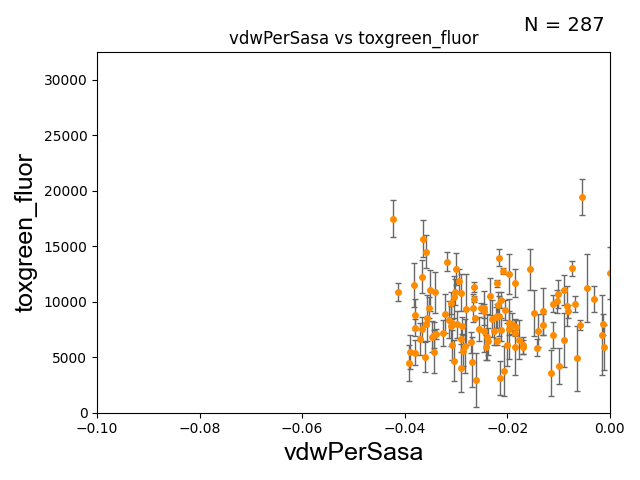 N = 287
vdwPerSasa vs toxgreen_fluor
30000
25000
20000
15000
10000
5000
0
toxgreen_fluor
−0.10 −0.08 −0.06 −0.04 −0.02 0.00
vdwPerSasa